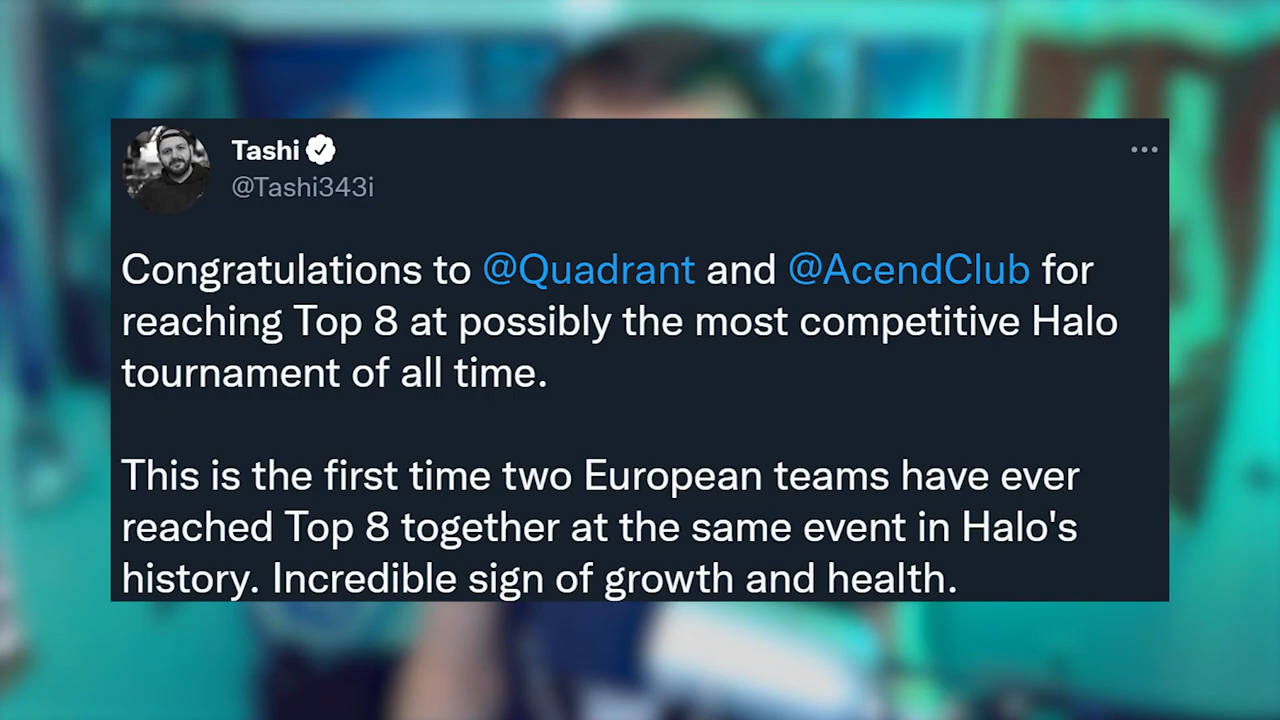 Tashi
@Tashi343i
Congratulations to @Quadrant and @AcendClub for
reaching Top 8 at possibly the most competitive Halo
tournament of all time.
This is the first time two European teams have ever
reached Top 8 together at the same event in Halo's
history. Incredible sign of growth and health.